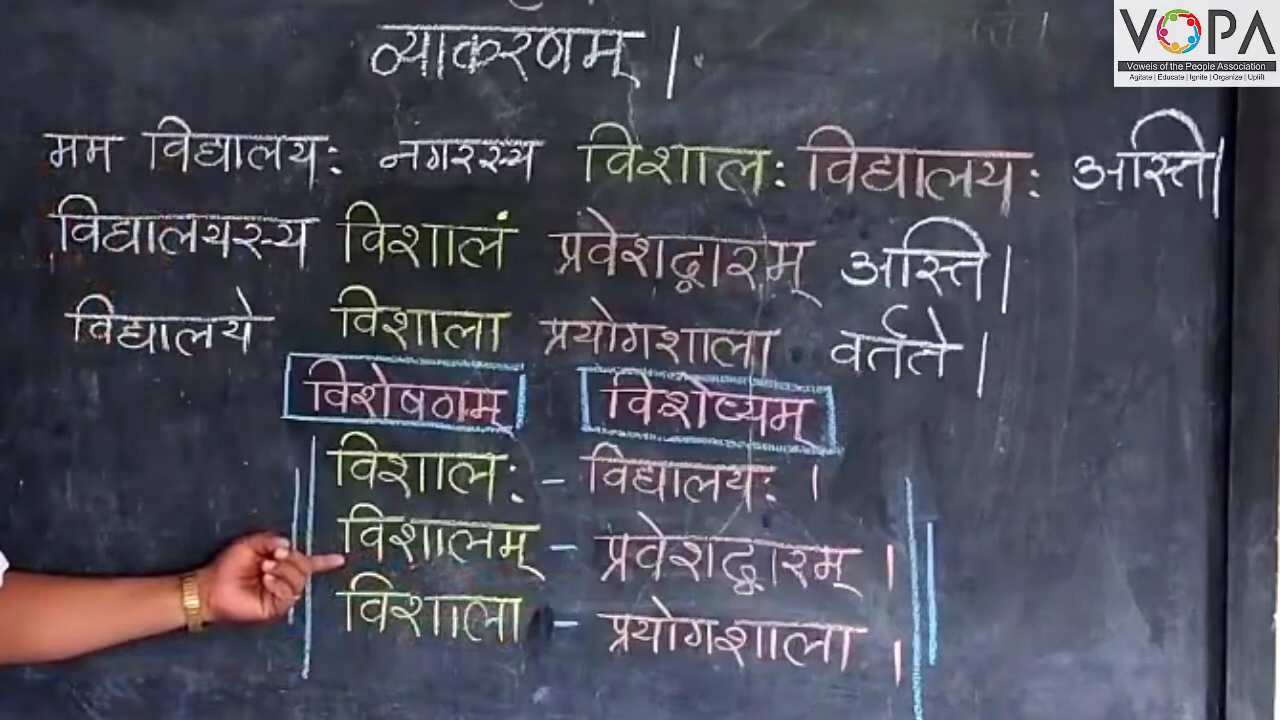 व्याकरणम् ।
मम विद्यालयः नगरस्य विशालः विद्यालयः अस्ति।
विद्यालयस्य विशालं प्रवेशद्वारम् अस्ति।
विद्यालये विशाला प्रयोगशाला वर्तते।
विशेषणम् विशेष्यम्
विशालः - विद्यालयः ।
विशालम् - प्रवेशद्वारम् ।
विशाला - प्रयोगशाला ।
VOPA
Vowels of the People Association
Agitate | Educate | Ignite | Organize | Uplift